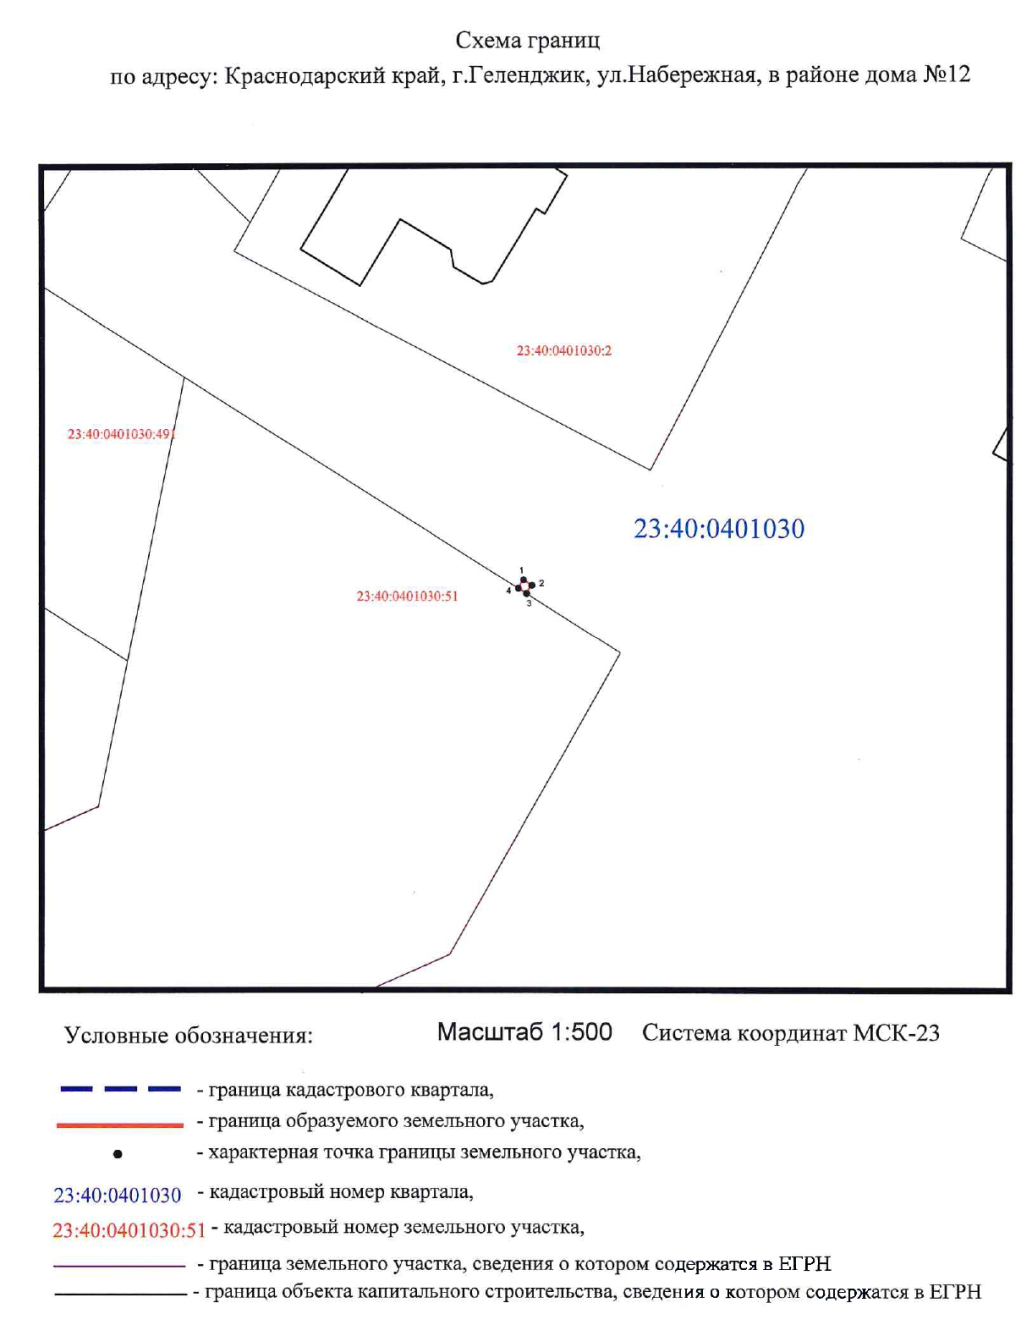 Схема границ
по адресу: Краснодарский край, г.Геленджик, ул.Набережная, в районе дома №12
23:40:0401030:2
23:40:0401030:491
23:40:0401030
1
2
4
3
23:40:0401030:51
Условные обозначения:
Масштаб 1:500
Система координат МСК-23
- граница кадастрового квартала,
- граница образуемого земельного участка,
- характерная точка границы земельного участка,
23:40:0401030 - кадастровый номер квартала,
23:40:0401030:51 - кадастровый номер земельного участка,
- граница земельного участка, сведения о котором содержатся в ЕГРН
- граница объекта капитального строительства, сведения о котором содержатся в ЕГРН